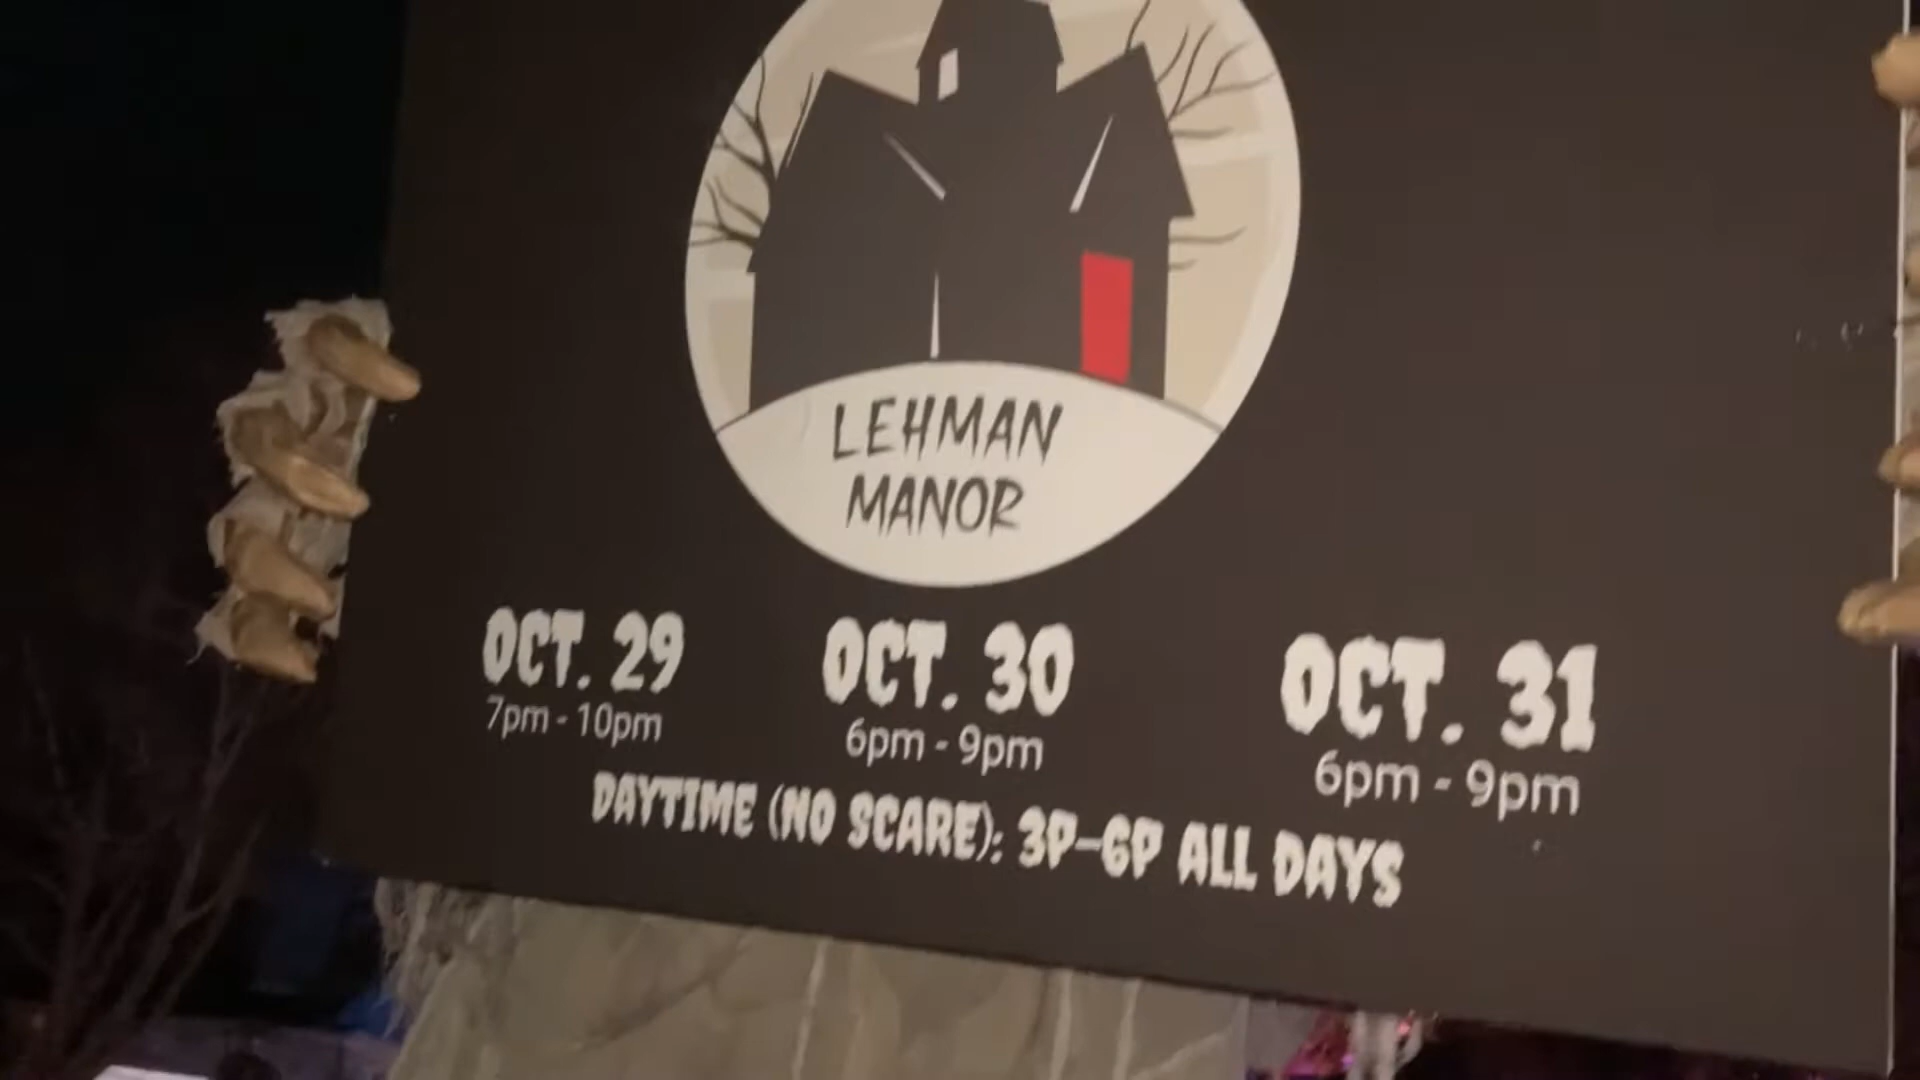 LEHMAN
MANOR
OCT. 29
7pm - 10pm
OCT. 30
6pm - 9pm
OCT. 31
6pm - 9pm
DAYTIME (NO SCARE): 3P-6P ALL DAYS